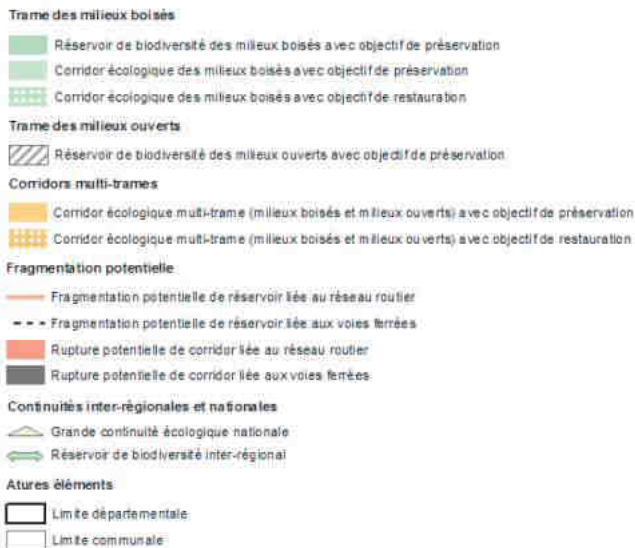 Trame des milieux boisés
Réservoir de biodiversité des milieux boisés avec objectif de préservation
Corridor écologique des milieux boisés avec objectif de préservation
Corridor écologique des milieux boisés avec objectif de restauration
Trame des milieux ouverts
Réservoir de biodiversité des milieux ouverts avec objectif de préservation
Corridors multi-trames
Corridor écologique multi-trame (milieux boisés et milieux ouverts) avec objectif de préservation
Corridor écologique multi-trame (milieux boisés et milieux ouverts) avec objectif de restauration
Fragmentation potentielle
Fragmentation potentielle de réservoir liée au réseau routier
Fragmentation potentielle de réservoir liée aux voies ferrées
Rupture potentielle de corridor liée au réseau routier
Rupture potentielle de corridor liée aux voies ferrées
Continuités inter-régionales et nationales
Grande continuité écologique nationale
Réservoir de biodiversité inter-régional
Atures éléments
Limite départementale
Limite communale